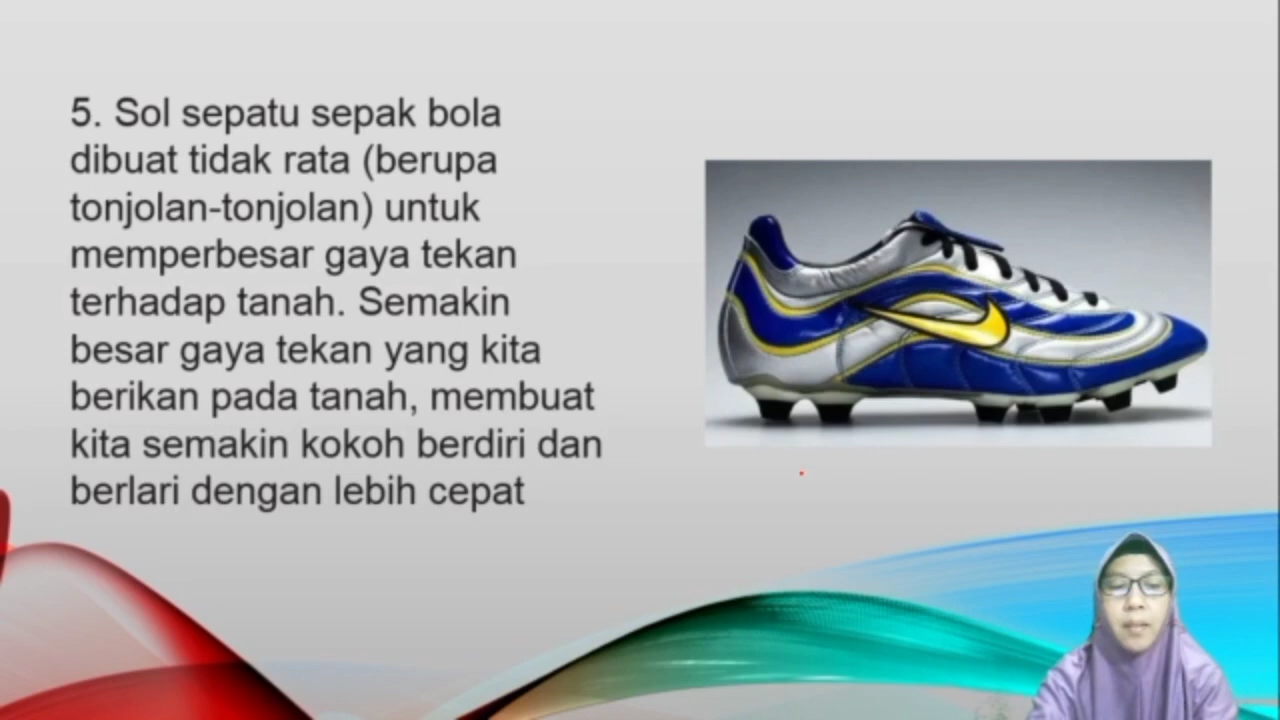 5. Sol sepatu sepak bola
dibuat tidak rata (berupa
tonjolan-tonjolan) untuk
memperbesar gaya tekan
terhadap tanah. Semakin
besar gaya tekan yang kita
berikan pada tanah, membuat
kita semakin kokoh berdiri dan
berlari dengan lebih cepat